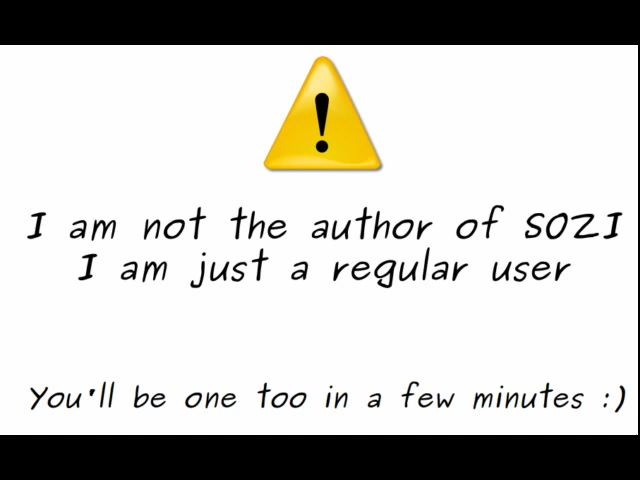 I am not the author of SOZI
I am just a regular user
You'll be one too in a few minutes :)